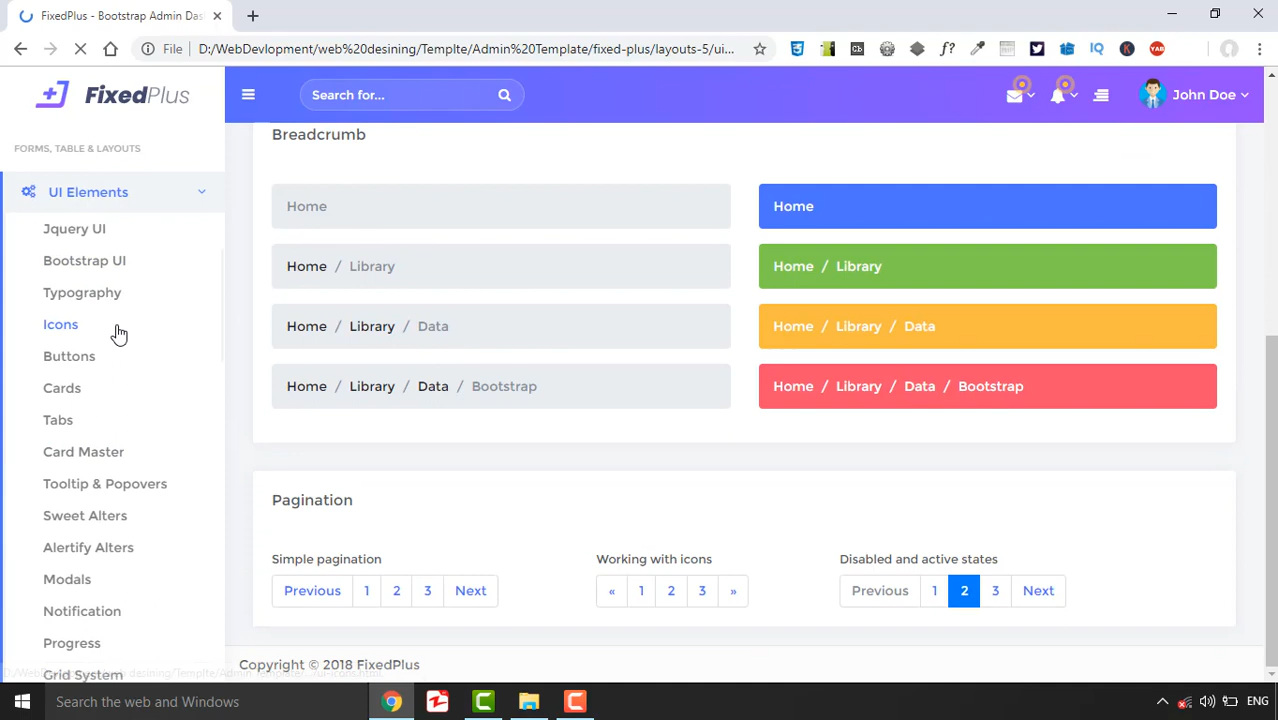 FixedPlus - Bootstrap Admin Das
File
D:/WebDevlopment/web%20desining/Templte/Admin%20Template/fixed-plus/layouts-5/ui...
FixedPlus
Search for...
John Doe
FORMS, TABLE & LAYOUTS
UI Elements
Jquery UI
Bootstrap UI
Typography
Icons
Buttons
Cards
Tabs
Card Master
Tooltip & Popovers
Sweet Alters
Alertify Alters
Modals
Notification
Progress
Grid System
Breadcrumb
Home
Home
Home / Library
Home / Library
Home / Library / Data
Home / Library / Data
Home / Library / Data / Bootstrap
Home / Library / Data / Bootstrap
Pagination
Simple pagination
Previous 1 2 3 Next
Working with icons
« 1 2 3 »
Disabled and active states
Previous 1 2 3 Next
Copyright © 2018 FixedPlus
Search the web and Windows
ENG